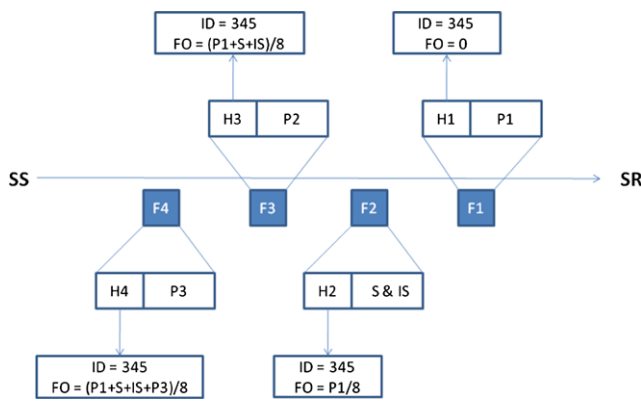 ID = 345
FO = (P1+S+IS)/8
ID = 345
FO = 0
H3 P2
H1 P1
SS SR
F4 F3 F2 F1
H4 P3
H2 S & IS
ID = 345
FO = (P1+S+IS+P3)/8
ID = 345
FO = P1/8